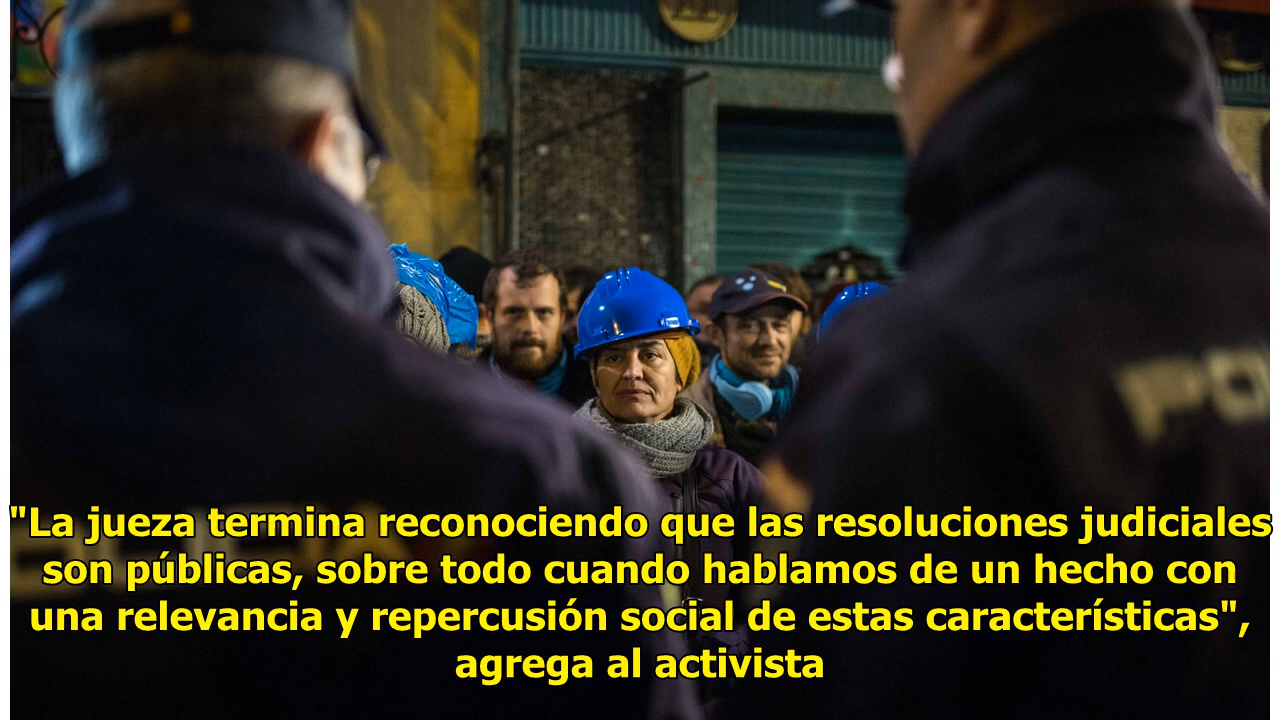 PO
"La jueza termina reconociendo que las resoluciones judiciales
son públicas, sobre todo cuando hablamos de un hecho con
una relevancia y repercusión social de estas características",
agrega al activista